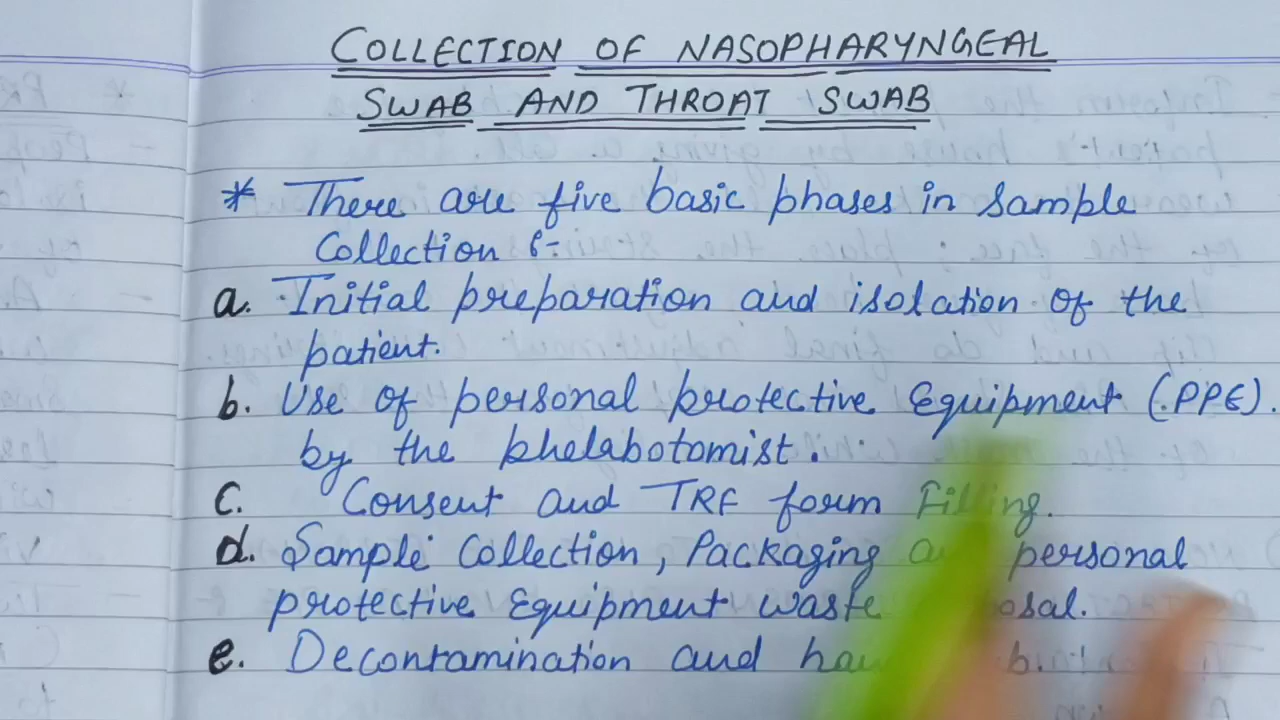 COLLECTION OF NASOPHARYNGEAL
SWAB AND THROAT SWAB
* There are five basic phases in Sample
Collection :-
a. Initial preparation and isolation of the
patient.
b. Use of personal protective Equipment (PPE).
by the phelabotomist.
c. Consent and TRF form Filling.
d. Sample Collection, Packaging personal
protective Equipment waste
e. Decontamination and